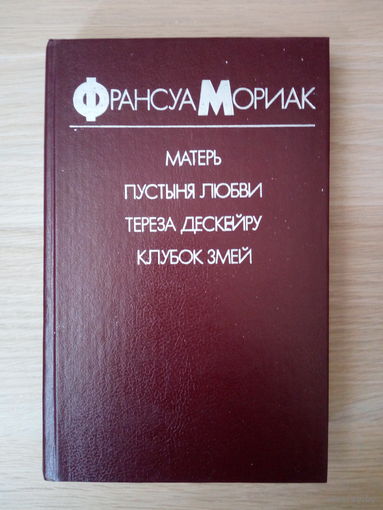 ФРАНСУА МОРИАК
МАТЕРЬ
ПУСТЫНЯ ЛЮБВИ
ТЕРЕЗА ДЕСКЕЙРУ
КЛУБОК ЗМЕЙ